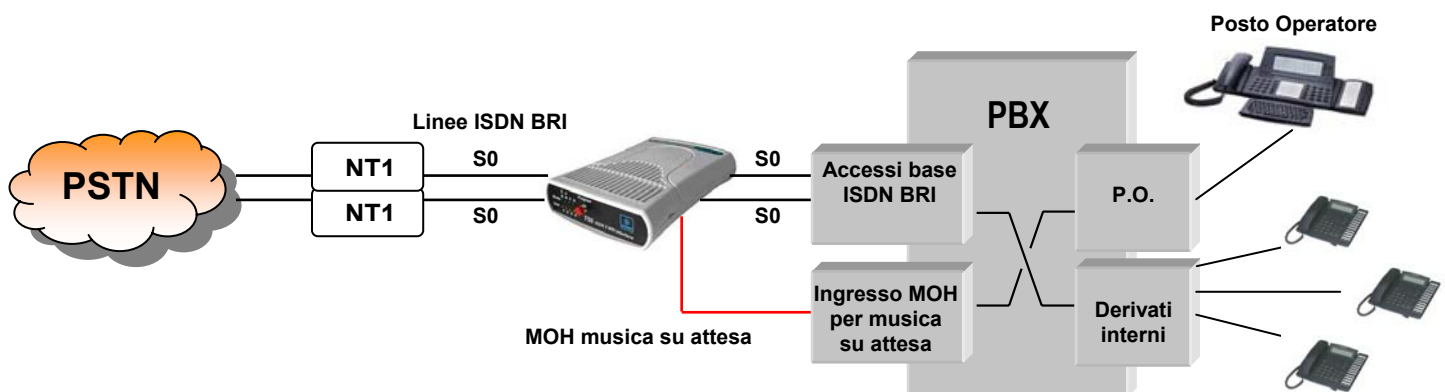 Posto Operatore
PBX
Linee ISDN BRI
PSTN
NT1
S0
S0
NT1
S0
S0
Accessi base
ISDN BRI
P.O.
Ingresso MOH
per musica
su attesa
Derivati
interni
MOH musica su attesa